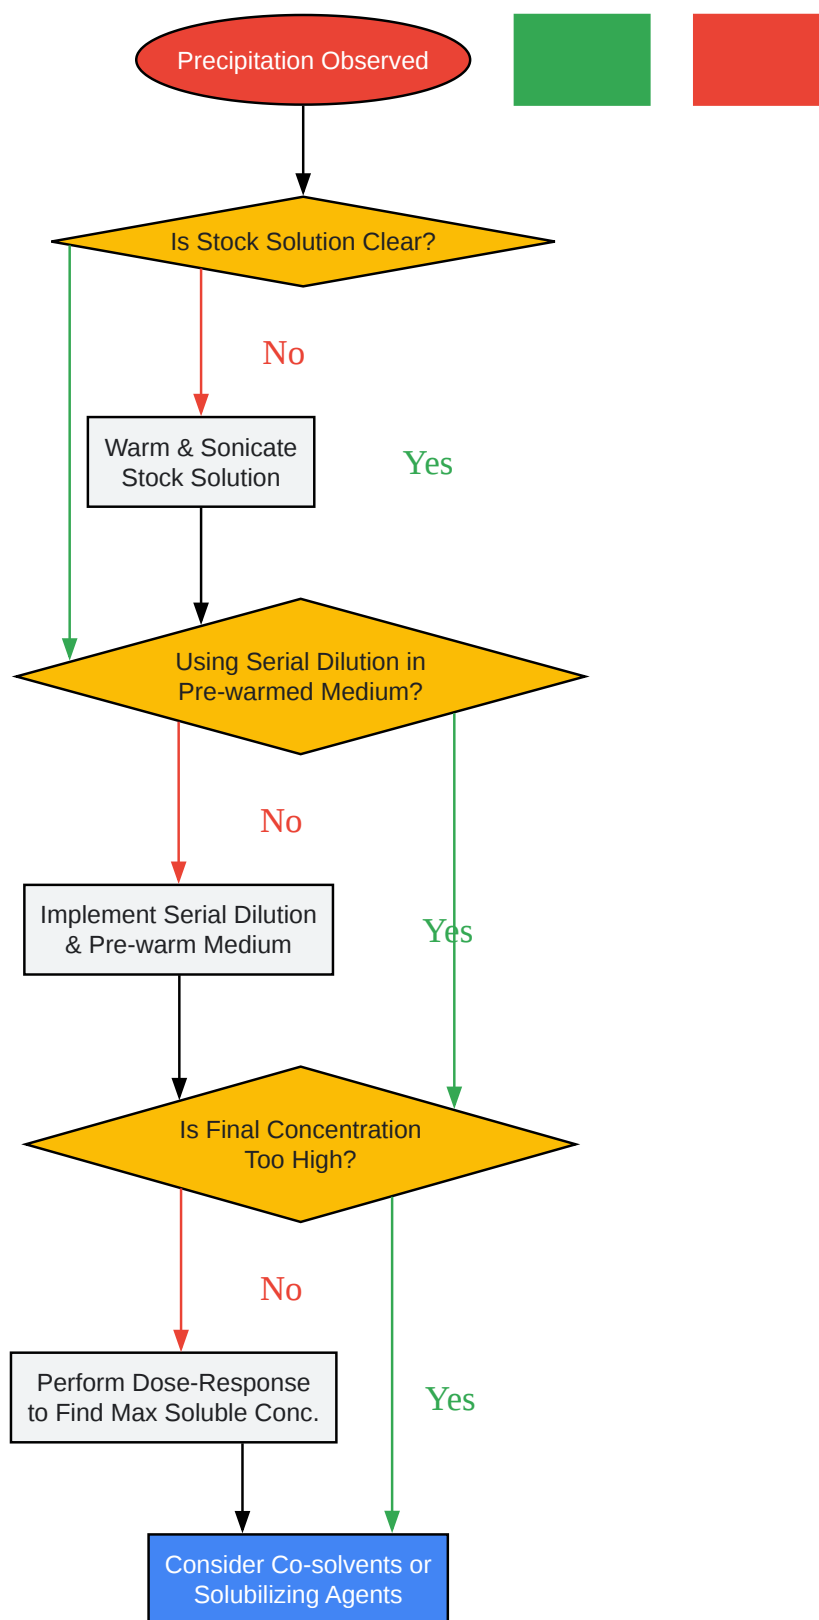 Precipitation Observed
Is Stock Solution Clear?
No
Warm & Sonicate
Stock Solution
Yes
Using Serial Dilution in
Pre-warmed Medium?
No
Implement Serial Dilution
& Pre-warm Medium
Yes
Is Final Concentration
Too High?
No
Perform Dose-Response
to Find Max Soluble Conc.
Yes
Consider Co-solvents or
Solubilizing Agents